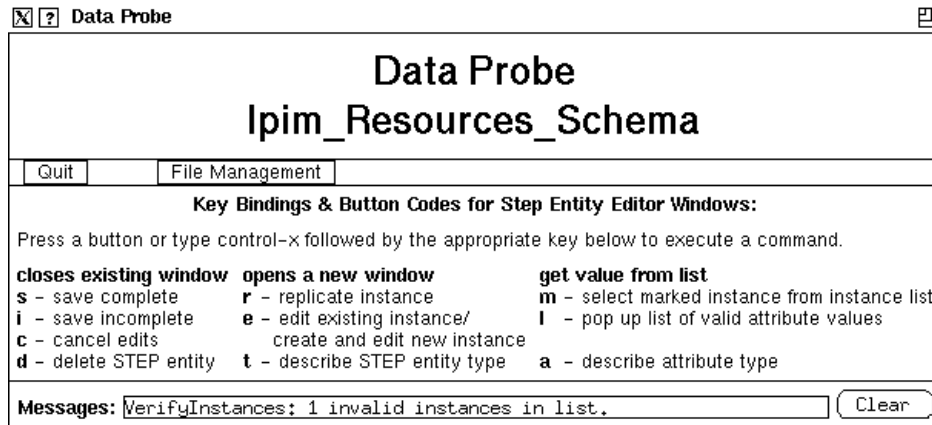 X ? Data Probe
Data Probe
Ipim_Resources_Schema
Quit File Management
Key Bindings & Button Codes for Step Entity Editor Windows:
Press a button or type control-x followed by the appropriate key below to execute a command.
closes existing window opens a new window get value from list
s - save complete r - replicate instance m - select marked instance from instance list
i - save incomplete e - edit existing instance/ l - pop up list of valid attribute values
c - cancel edits create and edit new instance
d - delete STEP entity t - describe STEP entity type a - describe attribute type
Messages: VerifyInstances: 1 invalid instances in list. Clear